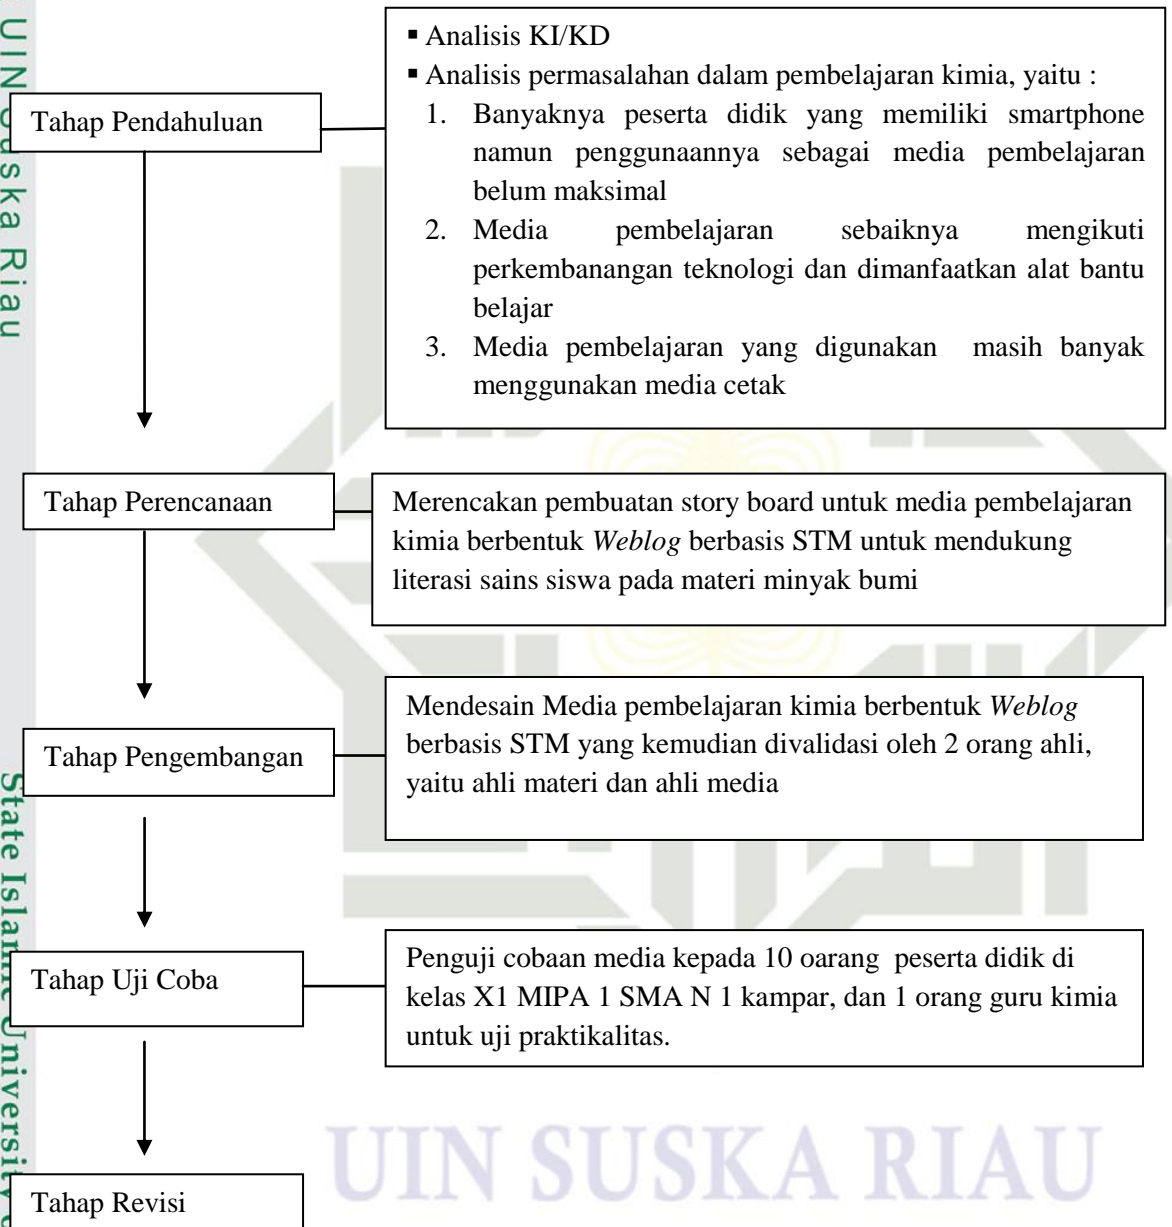 UIN Suska Riau
State Islamic University
Tahap Pendahuluan
▪ Analisis KI/KD
▪ Analisis permasalahan dalam pembelajaran kimia, yaitu :
1. Banyaknya peserta didik yang memiliki smartphone
namun penggunaannya sebagai media pembelajaran
belum maksimal
2. Media pembelajaran sebaiknya mengikuti
perkembanangan teknologi dan dimanfaatkan alat bantu
belajar
3. Media pembelajaran yang digunakan masih banyak
menggunakan media cetak
Tahap Perencanaan
Merencakan pembuatan story board untuk media pembelajaran
kimia berbentuk Weblog berbasis STM untuk mendukung
literasi sains siswa pada materi minyak bumi
Tahap Pengembangan
Mendesain Media pembelajaran kimia berbentuk Weblog
berbasis STM yang kemudian divalidasi oleh 2 orang ahli,
yaitu ahli materi dan ahli media
Tahap Uji Coba
Penguji cobaan media kepada 10 oarang peserta didik di
kelas X1 MIPA 1 SMA N 1 kampar, dan 1 orang guru kimia
untuk uji praktikalitas.
Tahap Revisi
UIN SUSKA RIAU